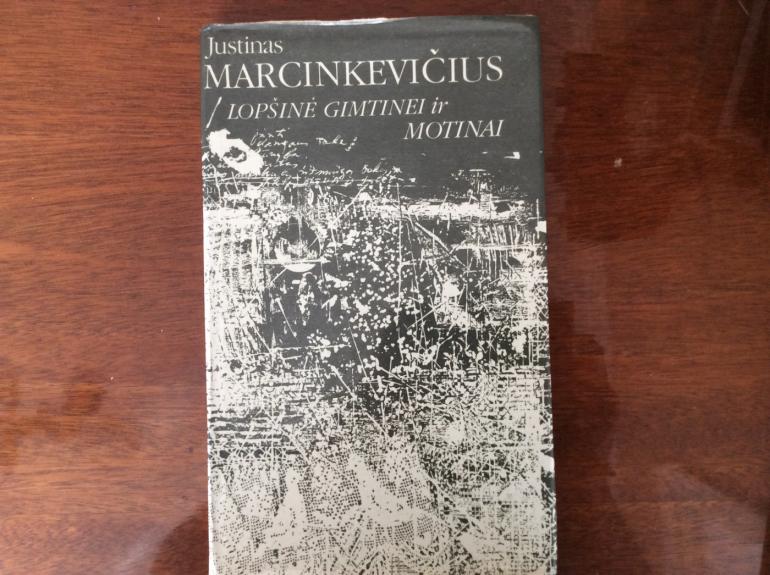 Justinas
MARCINKEVIČIUS
/ LOPŠINĖ GIMTINEI ir
MOTINAI